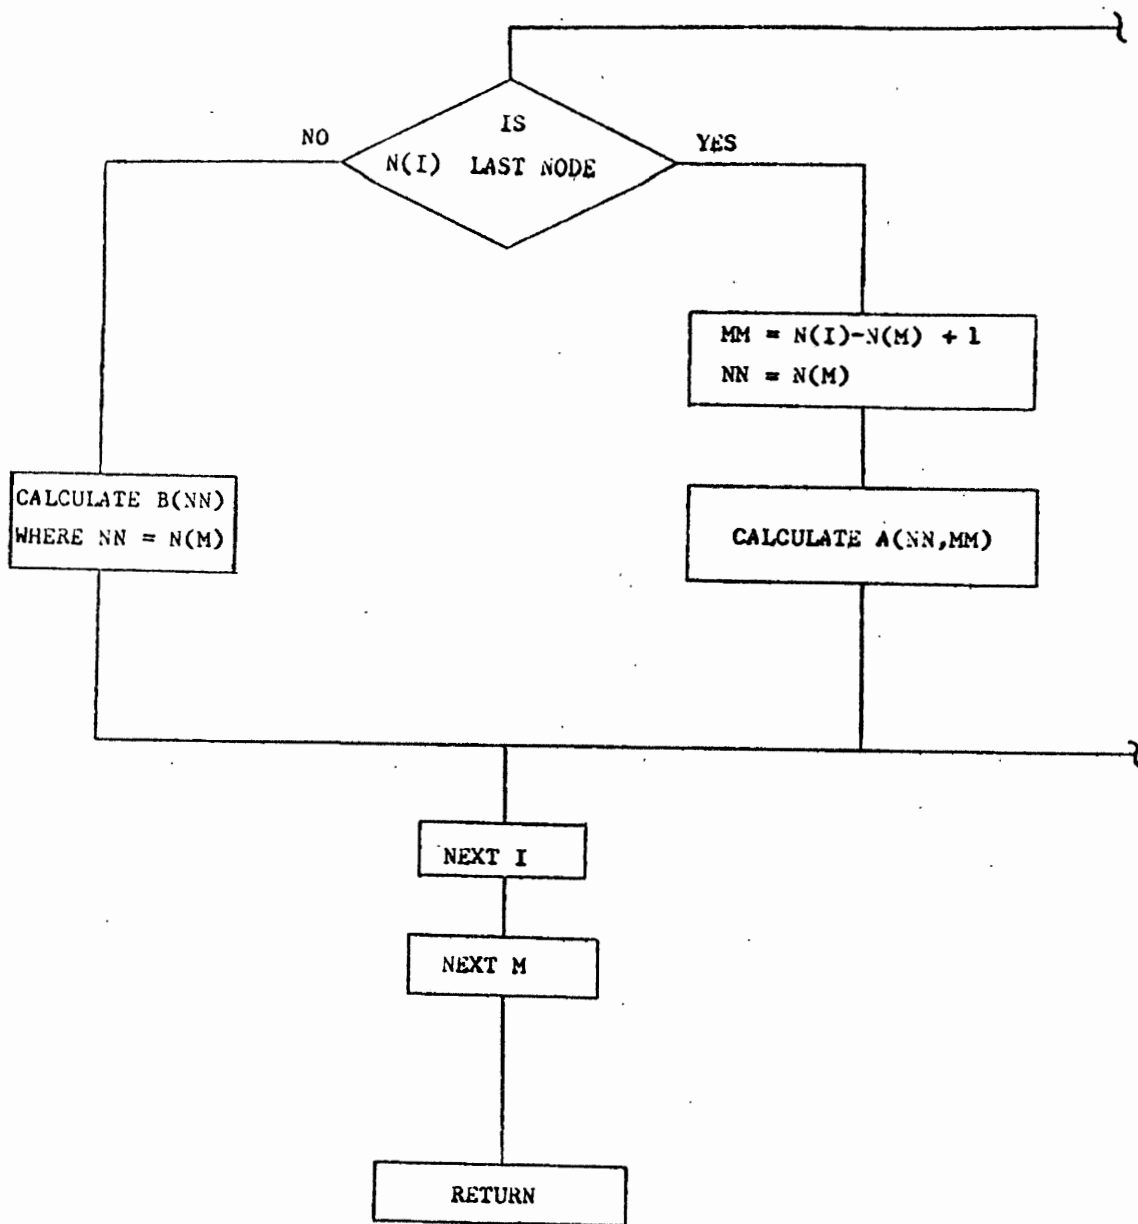 IS
N(I) LAST NODE
NO
YES
MM = N(I)-N(M) + 1
NN = N(M)
CALCULATE B(NN)
WHERE NN = N(M)
CALCULATE A(NN,MM)
NEXT I
NEXT M
RETURN